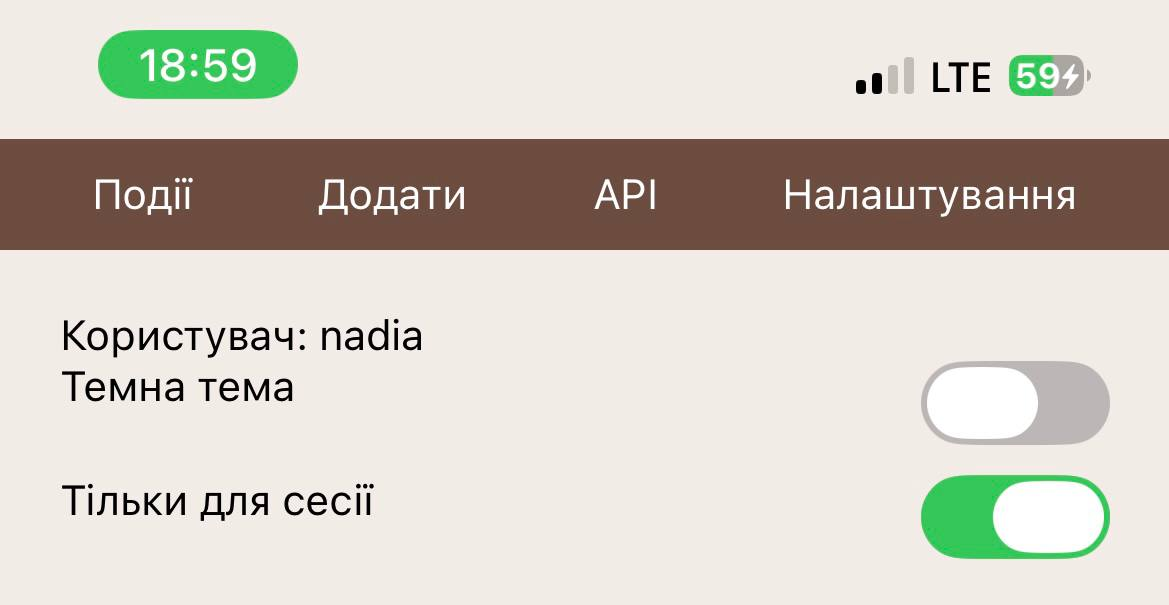 18:59 LTE 59
Події Додати API Налаштування
Користувач: nadia
Темна тема
Тільки для сесії